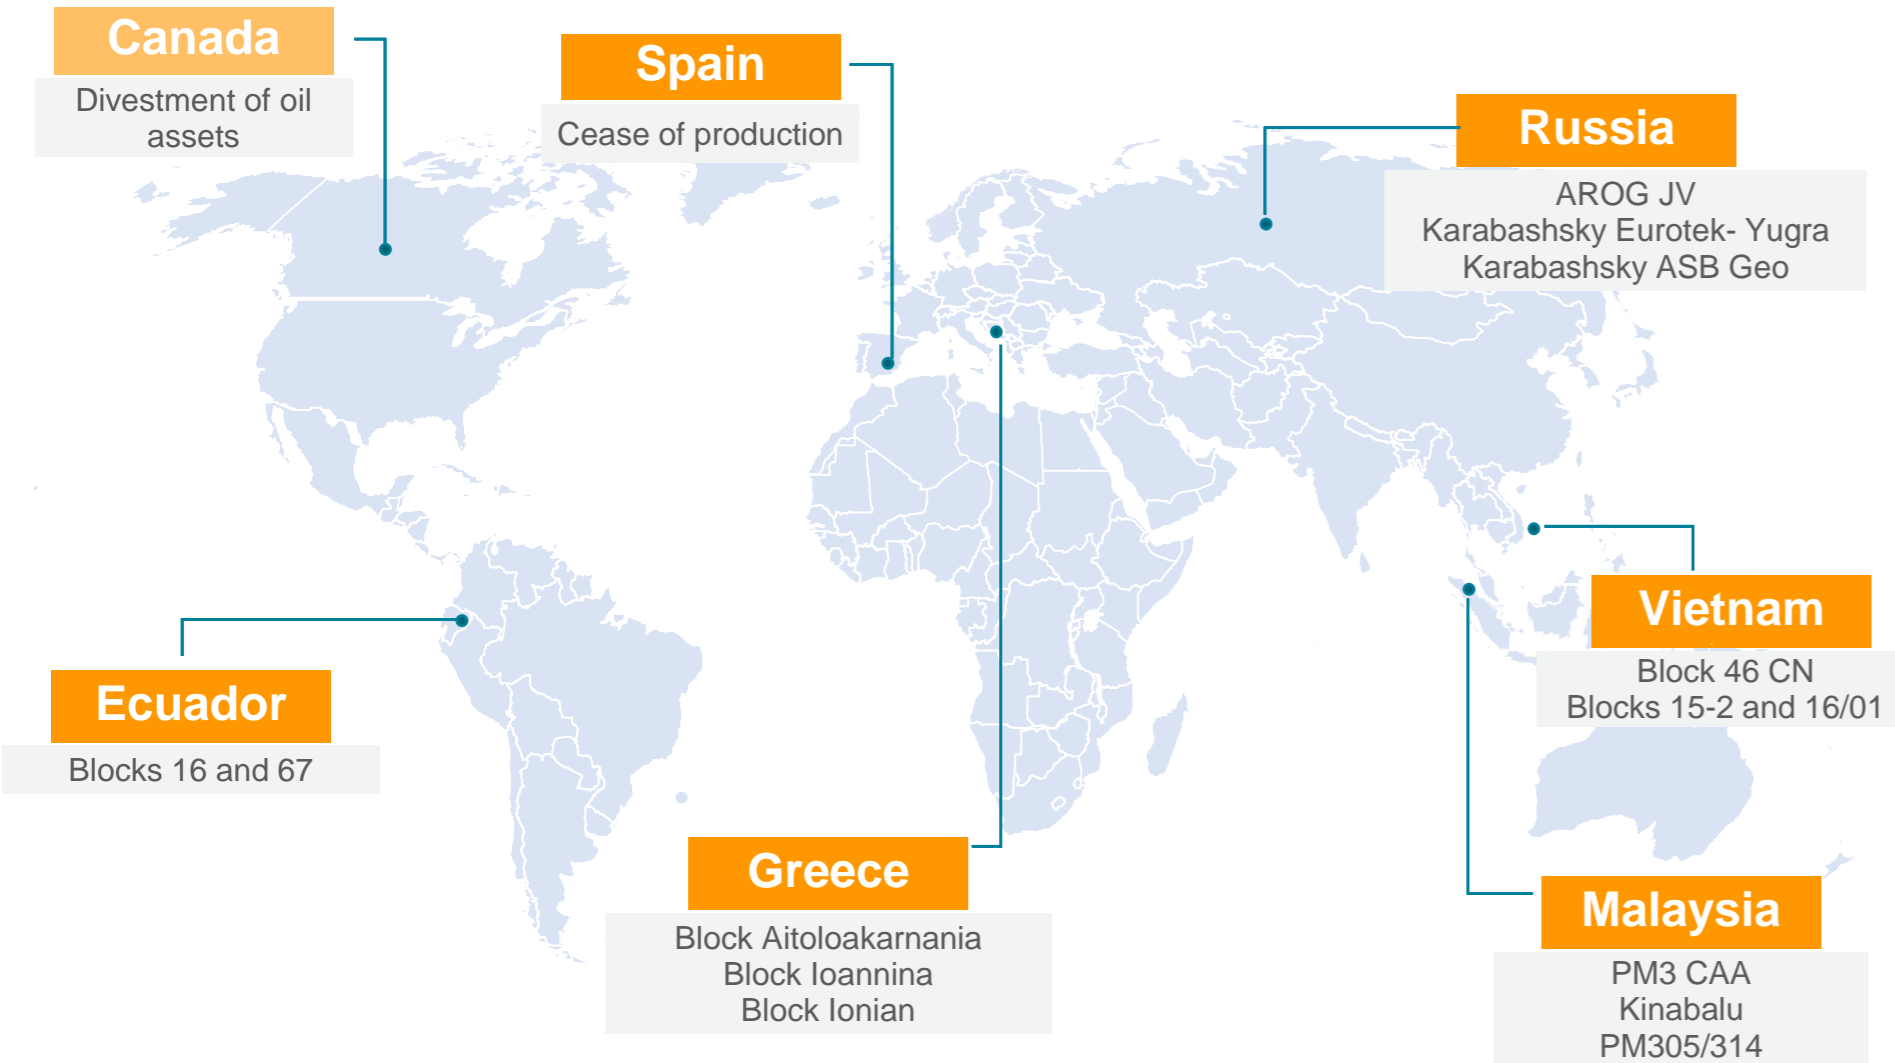 Canada
Divestment of oil
assets
Spain
Cease of production
Russia
AROG JV
Karabashsky Eurotek- Yugra
Karabashsky ASB Geo
Vietnam
Block 46 CN
Blocks 15-2 and 16/01
Ecuador
Blocks 16 and 67
Greece
Block Aitoloakarnania
Block Ioannina
Block Ionian
Malaysia
PM3 CAA
Kinabalu
PM305/314